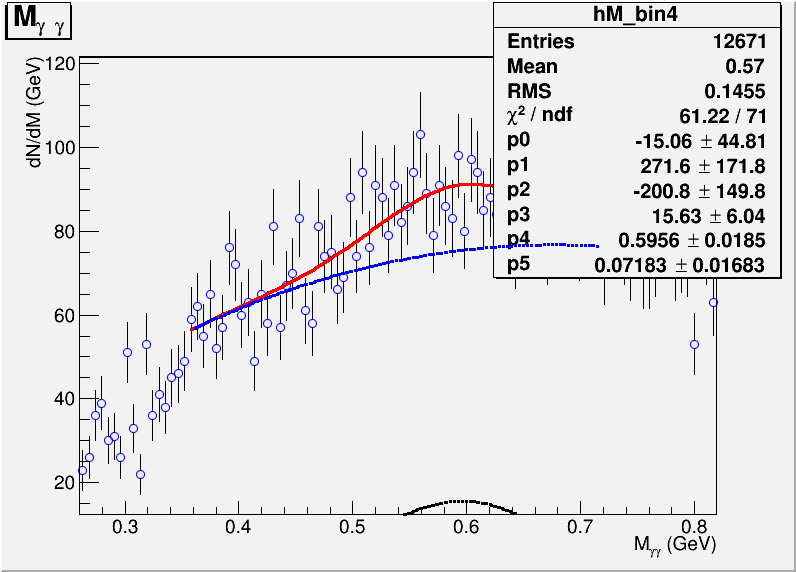 M γ γ
hM_bin4
Entries 12671
Mean 0.57
RMS 0.1455
χ² / ndf 61.22 / 71
p0 -15.06 ± 44.81
p1 271.6 ± 171.8
p2 -200.8 ± 149.8
p3 15.63 ± 6.04
p4 0.5956 ± 0.0185
p5 0.07183 ± 0.01683
dN/dM (GeV)
120
100
80
60
40
20
0.3 0.4 0.5 0.6 0.7 0.8
Mγγ (GeV)